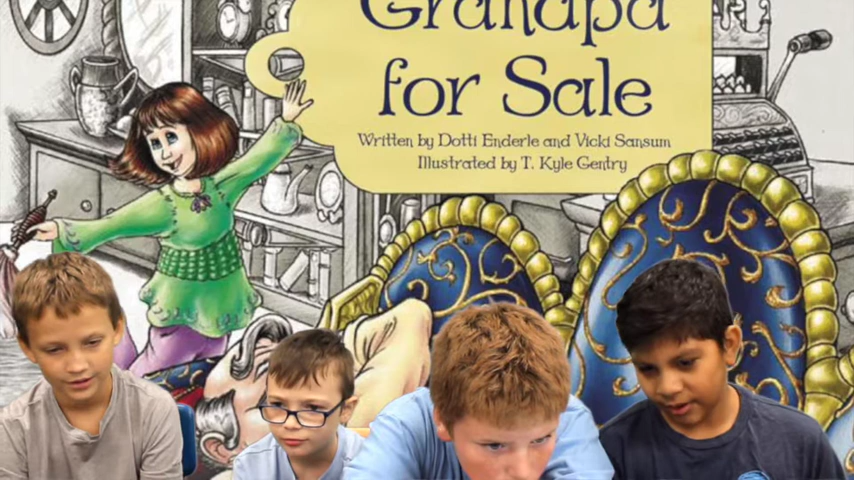 Grandpa
for Sale
Written by Dotti Enderle and Vicki Sansum
Illustrated by T. Kyle Gentry